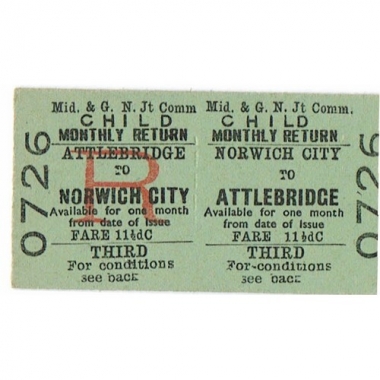 Mid. & G. N. Jt Comm
CHILD
MONTHLY RETURN
ATTLEBRIDGE
TO
NORWICH CITY
Available for one month
from date of issue
FARE 11½dC
THIRD
For conditions
see back
0726
R
Mid. & G. N. Jt Comm.
CHILD
MONTHLY RETURN
NORWICH CITY
TO
ATTLEBRIDGE
Available for one month
from date of Issue
FARE 11½dC
THIRD
For-conditions
see back
0726